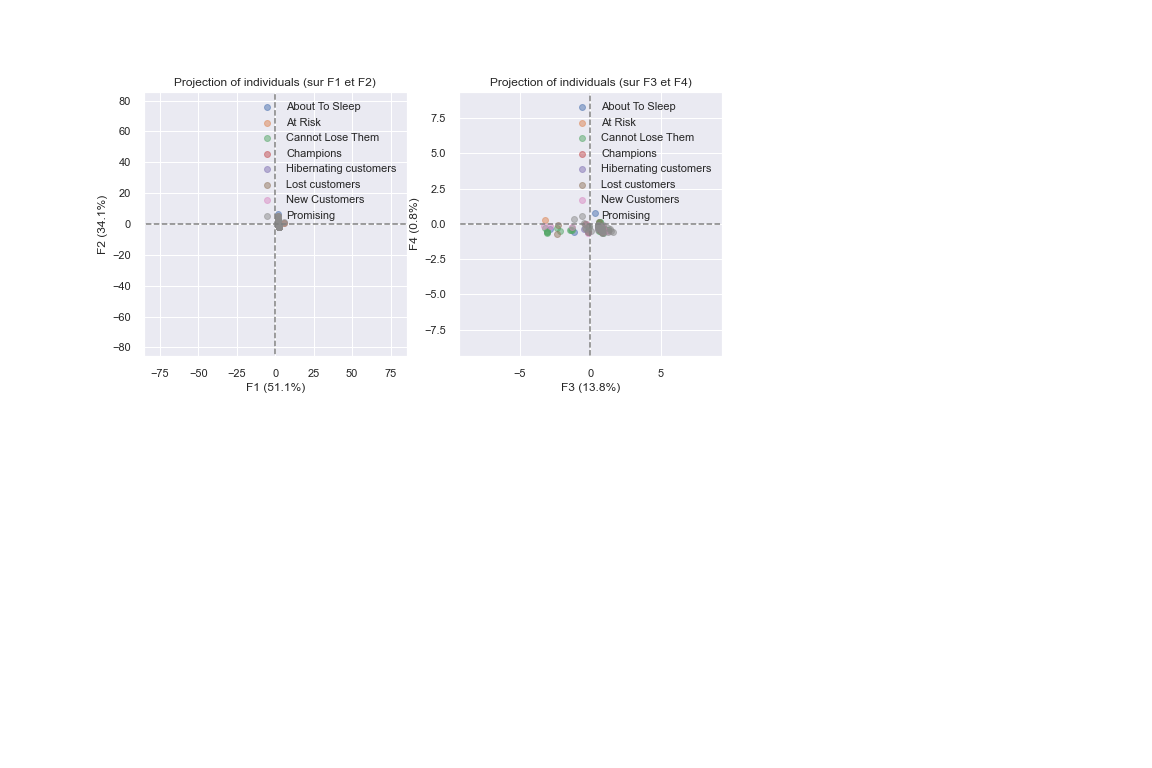 Projection of individuals (sur F1 et F2)
80
60
40
20
0
−20
−40
−60
−80
F2 (34.1%)
−75
−50
−25
0
25
50
75
F1 (51.1%)
About To Sleep
At Risk
Cannot Lose Them
Champions
Hibernating customers
Lost customers
New Customers
Promising
Projection of individuals (sur F3 et F4)
7.5
5.0
2.5
0.0
−2.5
−5.0
−7.5
F4 (0.8%)
−5
0
5
F3 (13.8%)
About To Sleep
At Risk
Cannot Lose Them
Champions
Hibernating customers
Lost customers
New Customers
Promising